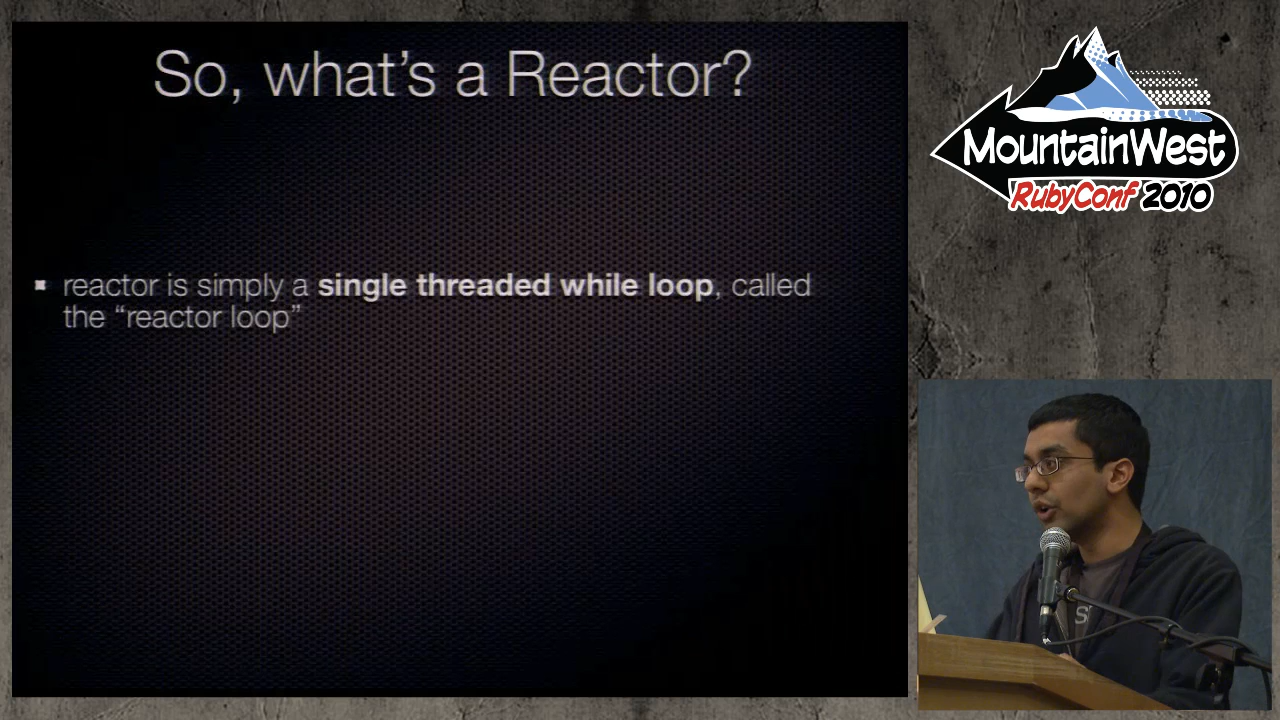 So, what's a Reactor?
▪ reactor is simply a single threaded while loop, called
the “reactor loop”
MountainWest
RubyConf 2010
S